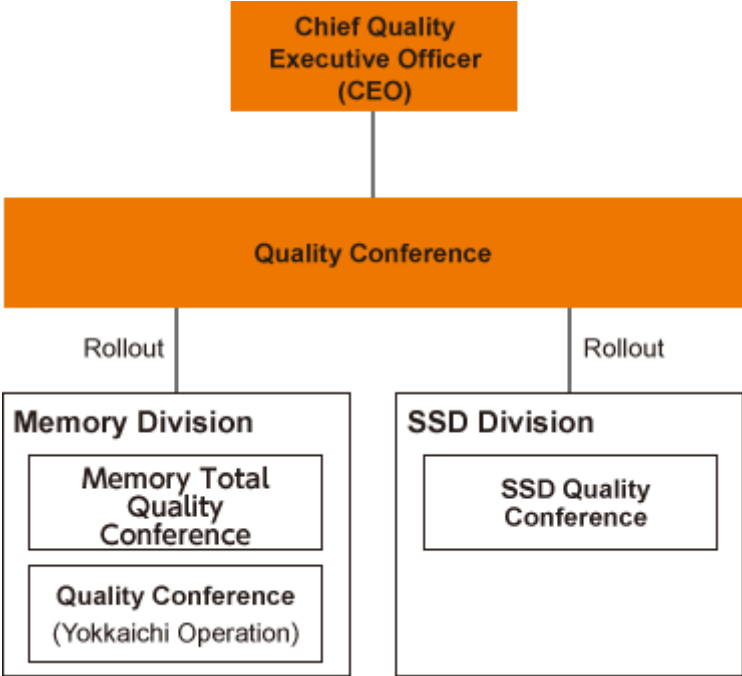 Chief Quality
Executive Officer
(CEO)
Quality Conference
Rollout
Rollout
Memory Division
Memory Total
Quality
Conference
Quality Conference
(Yokkaichi Operation)
SSD Division
SSD Quality
Conference